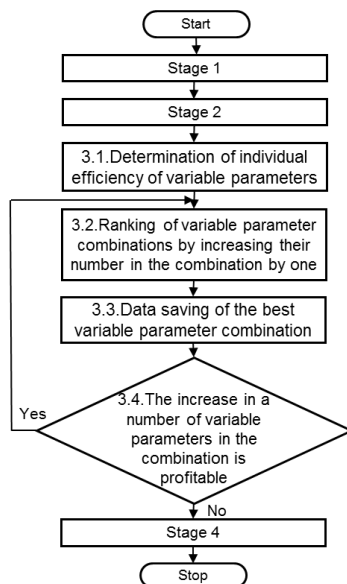 Start
Stage 1
Stage 2
3.1.Determination of individual
efficiency of variable parameters
3.2.Ranking of variable parameter
combinations by increasing their
number in the combination by one
3.3.Data saving of the best
variable parameter combination
3.4.The increase in a
number of variable
parameters in the
combination is
profitable
Yes
No
Stage 4
Stop